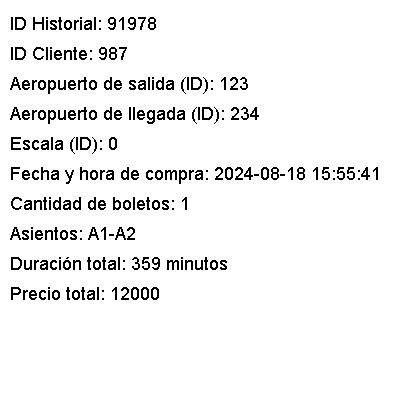 ID Historial: 91978
ID Cliente: 987
Aeropuerto de salida (ID): 123
Aeropuerto de llegada (ID): 234
Escala (ID): 0
Fecha y hora de compra: 2024-08-18 15:55:41
Cantidad de boletos: 1
Asientos: A1-A2
Duración total: 359 minutos
Precio total: 12000